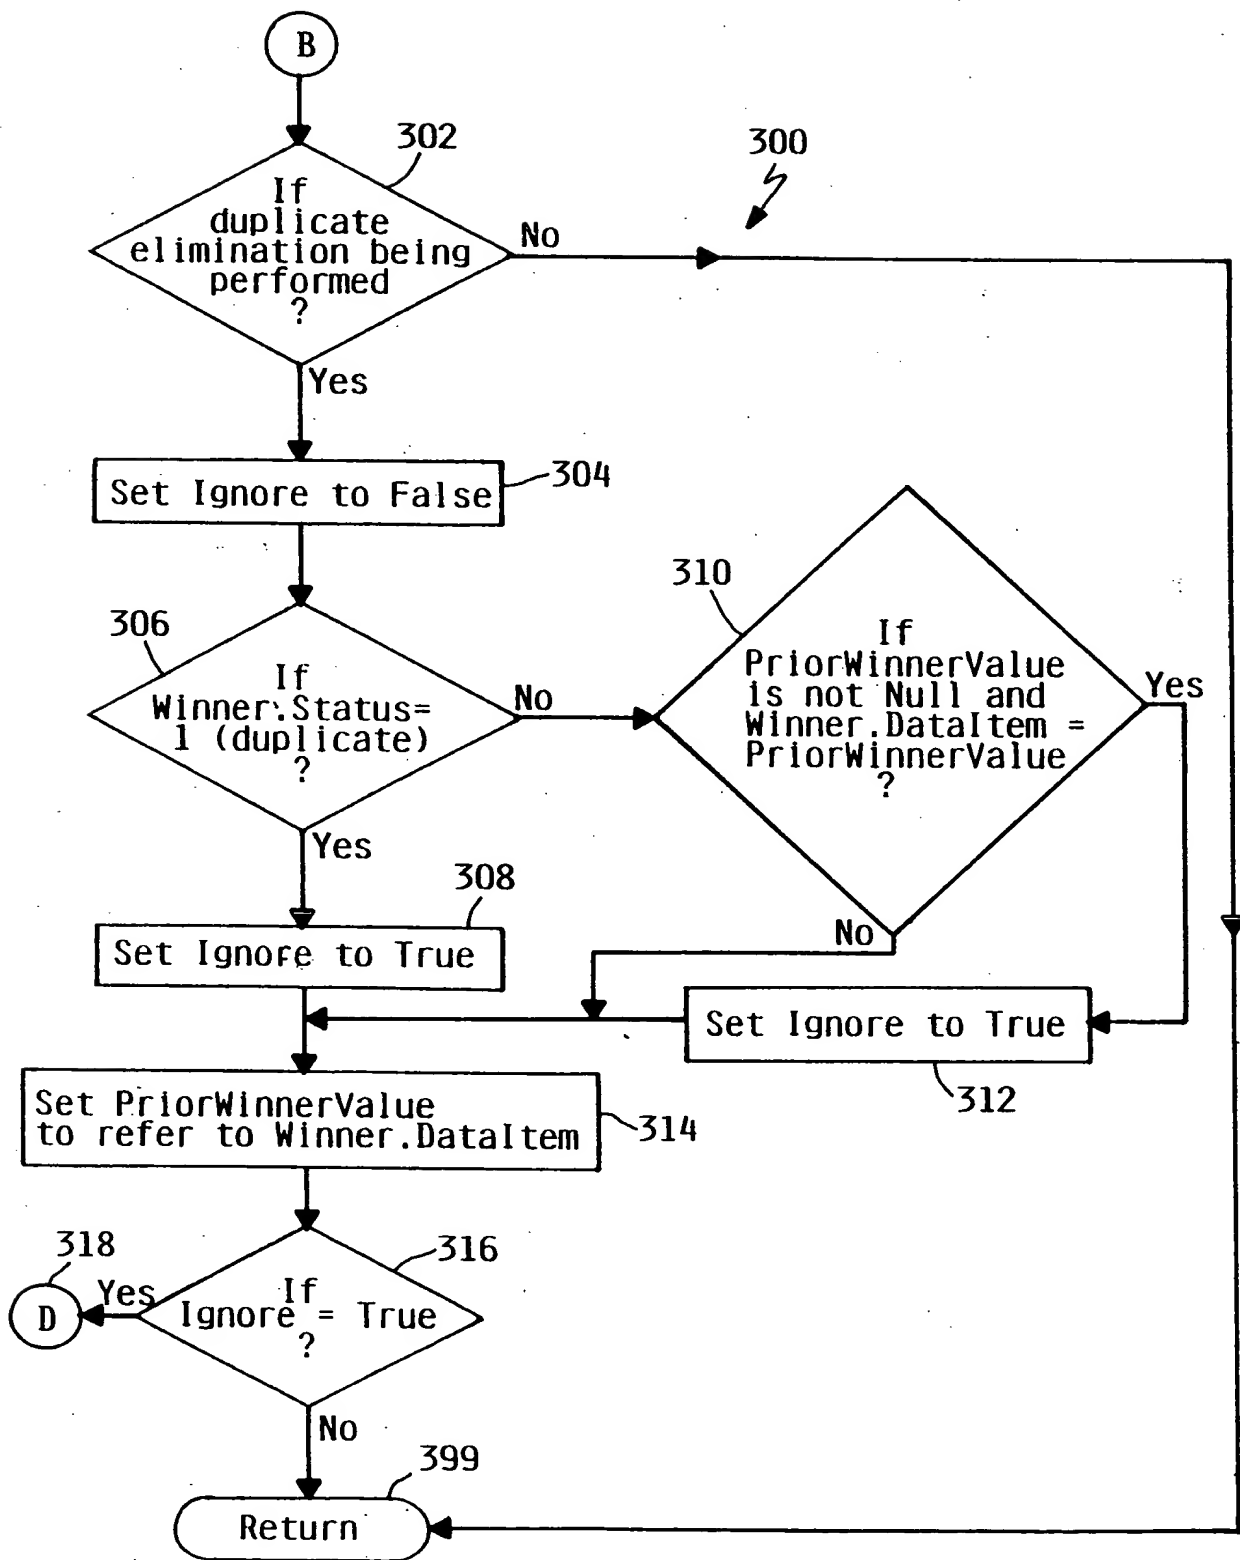 B
302
300
If
duplicate
elimination being
performed
?
No
Yes
304
Set Ignore to False
310
306
If
PriorWinnerValue
is not Null and
Winner.DataItem =
PriorWinnerValue
?
Yes
If
Winner.Status=
1 (duplicate)
?
No
Yes
308
No
Set Ignore to True
Set Ignore to True
312
Set PriorWinnerValue
to refer to Winner.DataItem
314
318
316
Yes
D
If
Ignore = True
?
No
399
Return